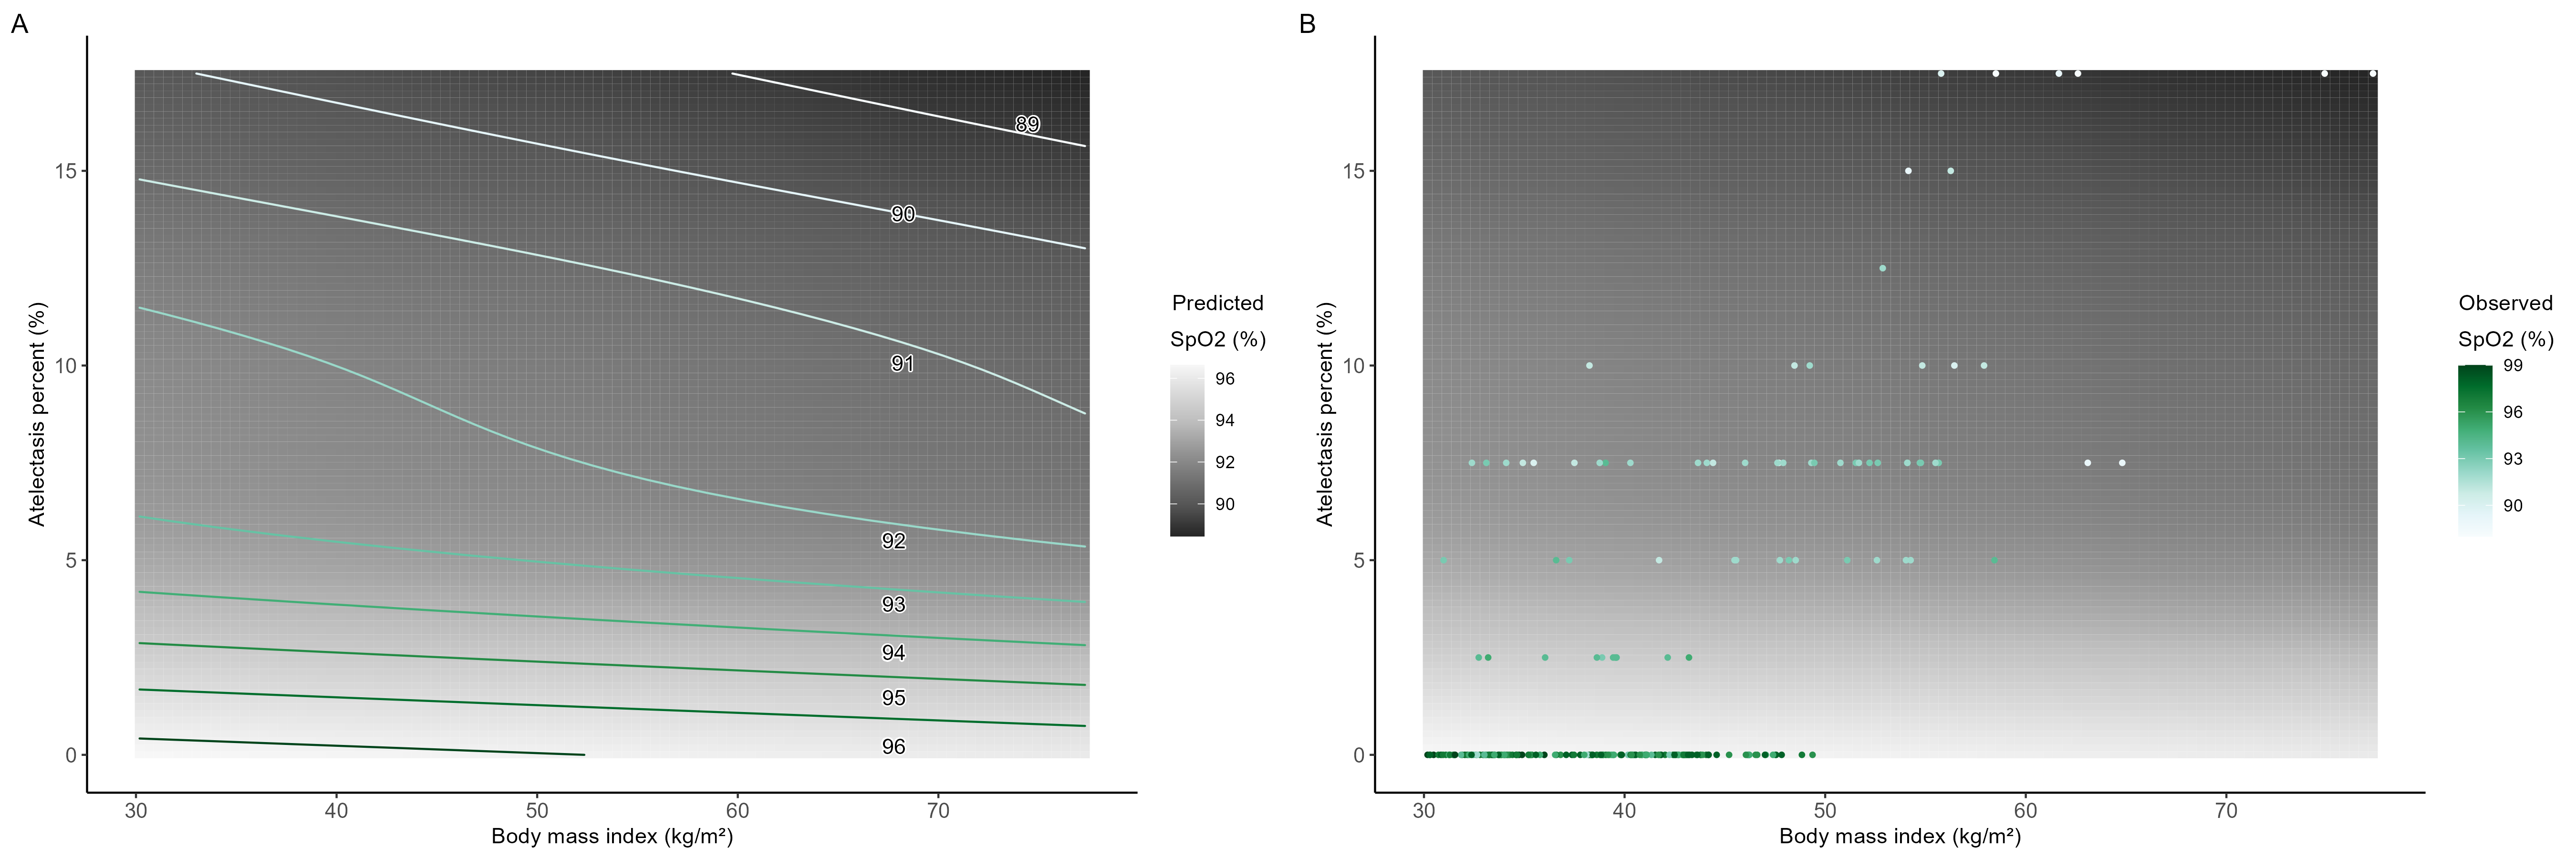 A
Atelectasis percent (%)
15
10
5
0
89
90
91
92
93
94
95
96
30 40 50 60 70
Body mass index (kg/m²)
Predicted
SpO2 (%)
96
94
92
90
B
Atelectasis percent (%)
15
10
5
0
30 40 50 60 70
Body mass index (kg/m²)
Observed
SpO2 (%)
99
96
93
90